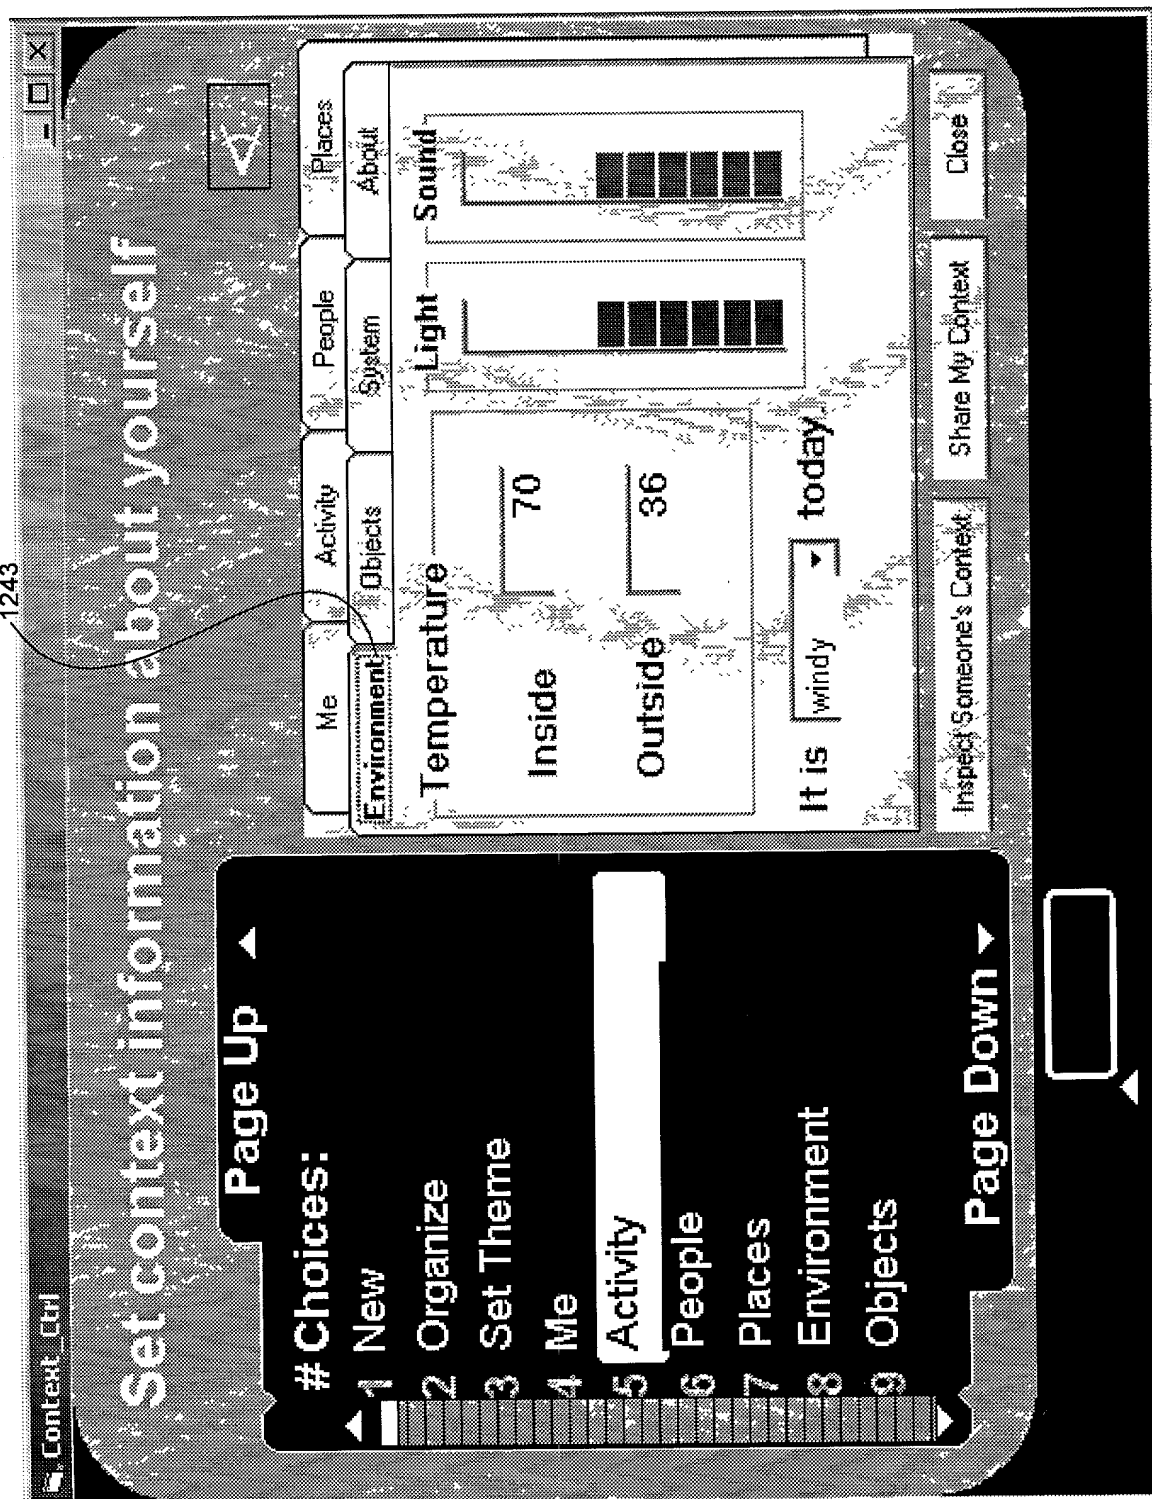 1243
Context_Ctrl
Set context information about yourself
Page Up
# Choices:
1 New
2 Organize
3 Set Theme
4 Me
5 Activity
6 People
7 Places
8 Environment
9 Objects
Page Down
Me Activity People Places
Environment Objects System About
Temperature
Inside 70
Outside 36
Light
Sound
It is windy today.
Inspect Someone's Context Share My Context Close